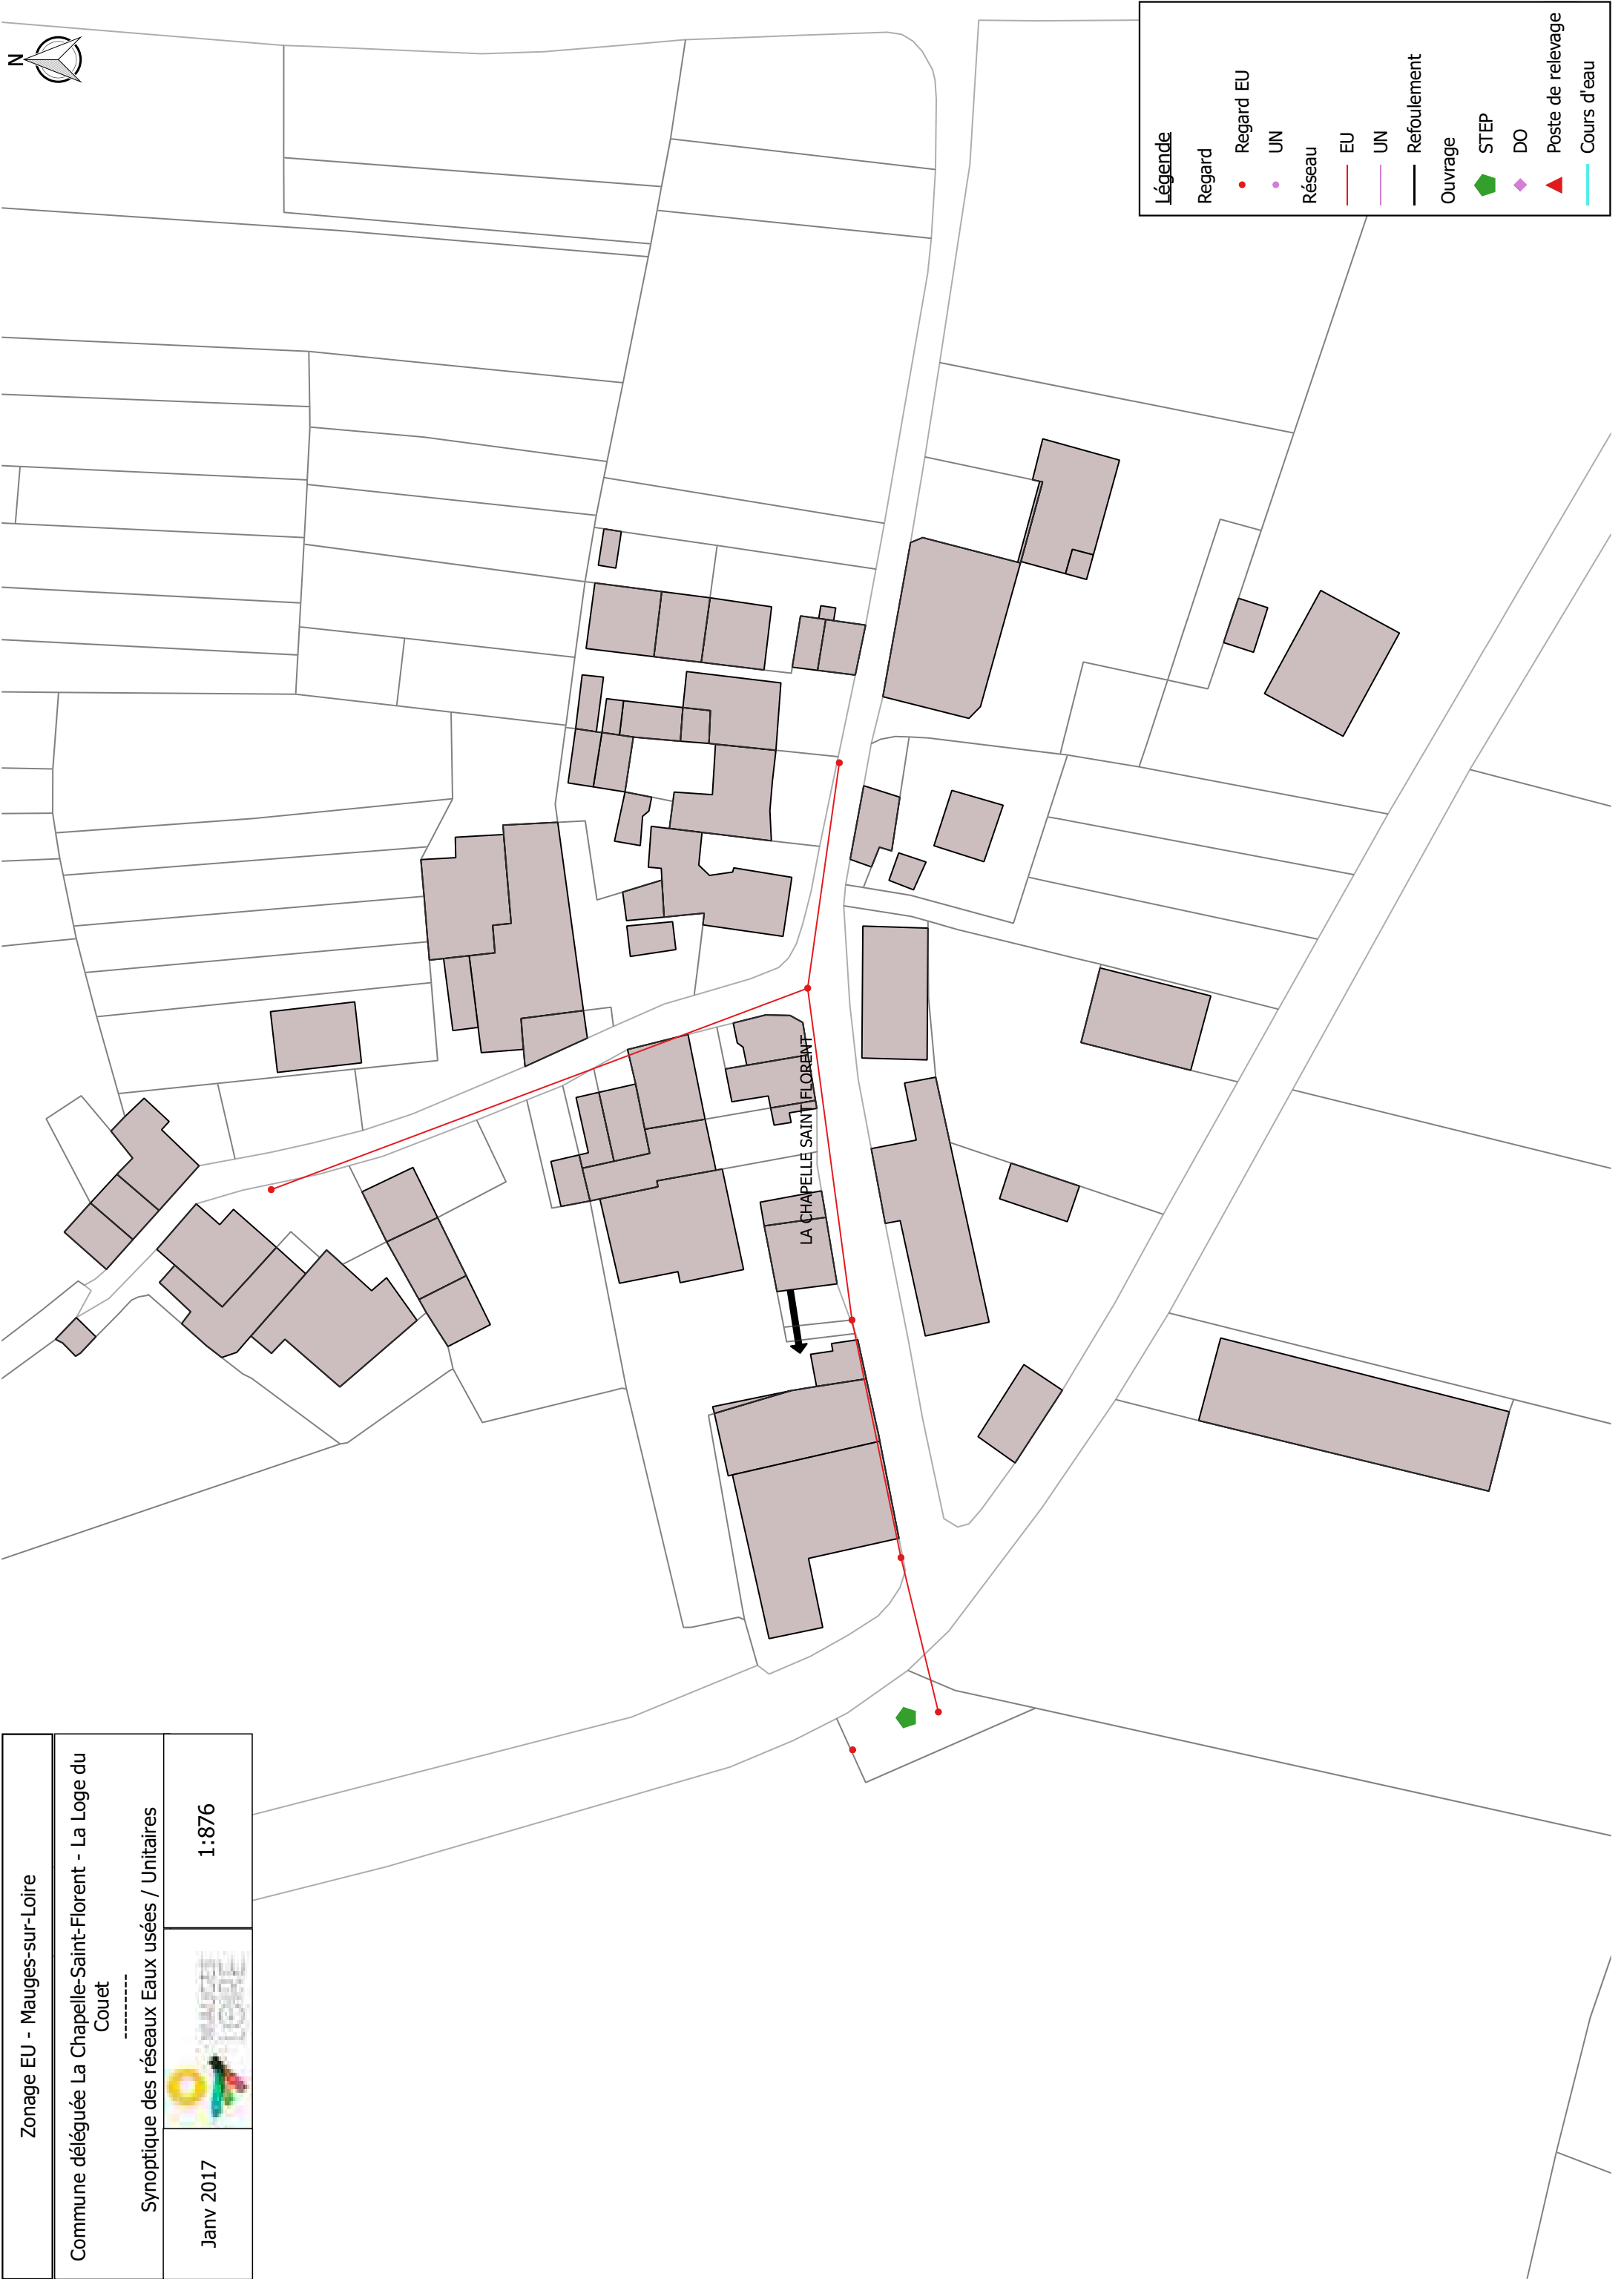 Zonage EU - Mauges-sur-Loire
Commune déléguée La Chapelle-Saint-Florent - La Loge du
Couet
---------
Synoptique des réseaux Eaux usées / Unitaires
Janv 2017
MAUGES
LOIRE
1:876
N
LA CHAPELLE SAINT FLORENT
Légende
Regard
Regard EU
UN
Réseau
EU
UN
Refoulement
Ouvrage
STEP
DO
Poste de relevage
Cours d'eau